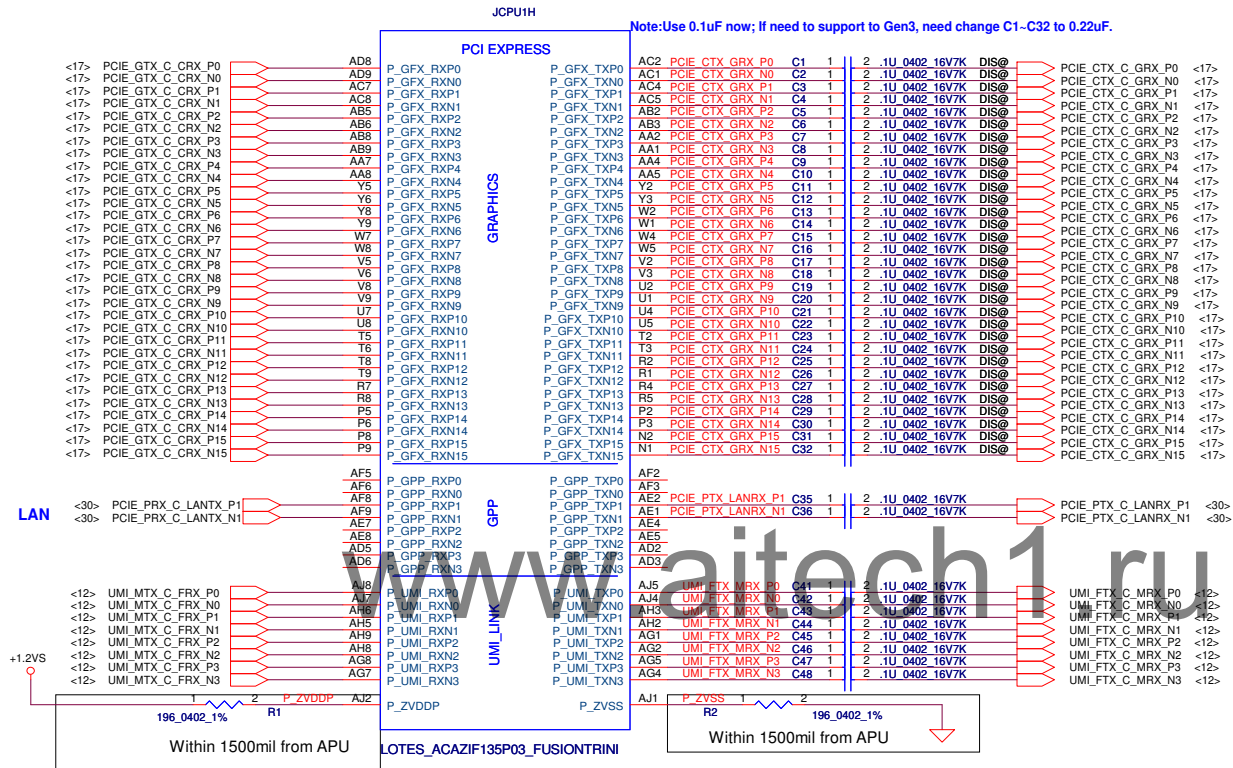 JCPU1H
Note:Use 0.1uF now; If need to support to Gen3, need change C1~C32 to 0.22uF.
PCI EXPRESS
<17> PCIE_GTX_C_CRX_P0 AD8 P_GFX_RXP0 P_GFX_TXP0 AC2 PCIE_CTX_GRX_P0 C1 1 2 .1U_0402_16V7K DIS@ PCIE_CTX_C_GRX_P0 <17>
<17> PCIE_GTX_C_CRX_N0 AD9 P_GFX_RXN0 P_GFX_TXN0 AC1 PCIE_CTX_GRX_N0 C2 1 2 .1U_0402_16V7K DIS@ PCIE_CTX_C_GRX_N0 <17>
<17> PCIE_GTX_C_CRX_P1 AC7 P_GFX_RXP1 P_GFX_TXP1 AC4 PCIE_CTX_GRX_P1 C3 1 2 .1U_0402_16V7K DIS@ PCIE_CTX_C_GRX_P1 <17>
<17> PCIE_GTX_C_CRX_N1 AC8 P_GFX_RXN1 P_GFX_TXN1 AC5 PCIE_CTX_GRX_N1 C4 1 2 .1U_0402_16V7K DIS@ PCIE_CTX_C_GRX_N1 <17>
<17> PCIE_GTX_C_CRX_P2 AB5 P_GFX_RXP2 P_GFX_TXP2 AB2 PCIE_CTX_GRX_P2 C5 1 2 .1U_0402_16V7K DIS@ PCIE_CTX_C_GRX_P2 <17>
<17> PCIE_GTX_C_CRX_N2 AB6 P_GFX_RXN2 P_GFX_TXN2 AB3 PCIE_CTX_GRX_N2 C6 1 2 .1U_0402_16V7K DIS@ PCIE_CTX_C_GRX_N2 <17>
<17> PCIE_GTX_C_CRX_P3 AB8 P_GFX_RXP3 P_GFX_TXP3 AA2 PCIE_CTX_GRX_P3 C7 1 2 .1U_0402_16V7K DIS@ PCIE_CTX_C_GRX_P3 <17>
<17> PCIE_GTX_C_CRX_N3 AB9 P_GFX_RXN3 P_GFX_TXN3 AA1 PCIE_CTX_GRX_N3 C8 1 2 .1U_0402_16V7K DIS@ PCIE_CTX_C_GRX_N3 <17>
<17> PCIE_GTX_C_CRX_P4 AA7 P_GFX_RXP4 P_GFX_TXP4 AA4 PCIE_CTX_GRX_P4 C9 1 2 .1U_0402_16V7K DIS@ PCIE_CTX_C_GRX_P4 <17>
<17> PCIE_GTX_C_CRX_N4 AA8 P_GFX_RXN4 P_GFX_TXN4 AA5 PCIE_CTX_GRX_N4 C10 1 2 .1U_0402_16V7K DIS@ PCIE_CTX_C_GRX_N4 <17>
<17> PCIE_GTX_C_CRX_P5 Y5 P_GFX_RXP5 P_GFX_TXP5 Y2 PCIE_CTX_GRX_P5 C11 1 2 .1U_0402_16V7K DIS@ PCIE_CTX_C_GRX_P5 <17>
<17> PCIE_GTX_C_CRX_N5 Y6 P_GFX_RXN5 P_GFX_TXN5 Y3 PCIE_CTX_GRX_N5 C12 1 2 .1U_0402_16V7K DIS@ PCIE_CTX_C_GRX_N5 <17>
<17> PCIE_GTX_C_CRX_P6 Y8 P_GFX_RXP6 P_GFX_TXP6 W2 PCIE_CTX_GRX_P6 C13 1 2 .1U_0402_16V7K DIS@ PCIE_CTX_C_GRX_P6 <17>
<17> PCIE_GTX_C_CRX_N6 Y9 P_GFX_RXN6 P_GFX_TXN6 W1 PCIE_CTX_GRX_N6 C14 1 2 .1U_0402_16V7K DIS@ PCIE_CTX_C_GRX_N6 <17>
<17> PCIE_GTX_C_CRX_P7 W7 P_GFX_RXP7 P_GFX_TXP7 W4 PCIE_CTX_GRX_P7 C15 1 2 .1U_0402_16V7K DIS@ PCIE_CTX_C_GRX_P7 <17>
<17> PCIE_GTX_C_CRX_N7 W8 P_GFX_RXN7 P_GFX_TXN7 W5 PCIE_CTX_GRX_N7 C16 1 2 .1U_0402_16V7K DIS@ PCIE_CTX_C_GRX_N7 <17>
<17> PCIE_GTX_C_CRX_P8 V5 P_GFX_RXP8 P_GFX_TXP8 V2 PCIE_CTX_GRX_P8 C17 1 2 .1U_0402_16V7K DIS@ PCIE_CTX_C_GRX_P8 <17>
<17> PCIE_GTX_C_CRX_N8 V6 P_GFX_RXN8 P_GFX_TXN8 V3 PCIE_CTX_GRX_N8 C18 1 2 .1U_0402_16V7K DIS@ PCIE_CTX_C_GRX_N8 <17>
<17> PCIE_GTX_C_CRX_P9 V8 P_GFX_RXP9 P_GFX_TXP9 U2 PCIE_CTX_GRX_P9 C19 1 2 .1U_0402_16V7K DIS@ PCIE_CTX_C_GRX_P9 <17>
<17> PCIE_GTX_C_CRX_N9 V9 P_GFX_RXN9 P_GFX_TXN9 U1 PCIE_CTX_GRX_N9 C20 1 2 .1U_0402_16V7K DIS@ PCIE_CTX_C_GRX_N9 <17>
<17> PCIE_GTX_C_CRX_P10 U7 P_GFX_RXP10 P_GFX_TXP10 U4 PCIE_CTX_GRX_P10 C21 1 2 .1U_0402_16V7K DIS@ PCIE_CTX_C_GRX_P10 <17>
<17> PCIE_GTX_C_CRX_N10 U8 P_GFX_RXN10 P_GFX_TXN10 U5 PCIE_CTX_GRX_N10 C22 1 2 .1U_0402_16V7K DIS@ PCIE_CTX_C_GRX_N10 <17>
<17> PCIE_GTX_C_CRX_P11 T5 P_GFX_RXP11 P_GFX_TXP11 T2 PCIE_CTX_GRX_P11 C23 1 2 .1U_0402_16V7K DIS@ PCIE_CTX_C_GRX_P11 <17>
<17> PCIE_GTX_C_CRX_N11 T6 P_GFX_RXN11 P_GFX_TXN11 T3 PCIE_CTX_GRX_N11 C24 1 2 .1U_0402_16V7K DIS@ PCIE_CTX_C_GRX_N11 <17>
<17> PCIE_GTX_C_CRX_P12 T8 P_GFX_RXP12 P_GFX_TXP12 R2 PCIE_CTX_GRX_P12 C25 1 2 .1U_0402_16V7K DIS@ PCIE_CTX_C_GRX_P12 <17>
<17> PCIE_GTX_C_CRX_N12 T9 P_GFX_RXN12 P_GFX_TXN12 R1 PCIE_CTX_GRX_N12 C26 1 2 .1U_0402_16V7K DIS@ PCIE_CTX_C_GRX_N12 <17>
<17> PCIE_GTX_C_CRX_P13 R7 P_GFX_RXP13 P_GFX_TXP13 R4 PCIE_CTX_GRX_P13 C27 1 2 .1U_0402_16V7K DIS@ PCIE_CTX_C_GRX_P13 <17>
<17> PCIE_GTX_C_CRX_N13 R8 P_GFX_RXN13 P_GFX_TXN13 R5 PCIE_CTX_GRX_N13 C28 1 2 .1U_0402_16V7K DIS@ PCIE_CTX_C_GRX_N13 <17>
<17> PCIE_GTX_C_CRX_P14 P5 P_GFX_RXP14 P_GFX_TXP14 P2 PCIE_CTX_GRX_P14 C29 1 2 .1U_0402_16V7K DIS@ PCIE_CTX_C_GRX_P14 <17>
<17> PCIE_GTX_C_CRX_N14 P6 P_GFX_RXN14 P_GFX_TXN14 P3 PCIE_CTX_GRX_N14 C30 1 2 .1U_0402_16V7K DIS@ PCIE_CTX_C_GRX_N14 <17>
<17> PCIE_GTX_C_CRX_P15 P8 P_GFX_RXP15 P_GFX_TXP15 N2 PCIE_CTX_GRX_P15 C31 1 2 .1U_0402_16V7K DIS@ PCIE_CTX_C_GRX_P15 <17>
<17> PCIE_GTX_C_CRX_N15 P9 P_GFX_RXN15 P_GFX_TXN15 N1 PCIE_CTX_GRX_N15 C32 1 2 .1U_0402_16V7K DIS@ PCIE_CTX_C_GRX_N15 <17>
GRAPHICS
AF5 P_GPP_RXP0 P_GPP_TXP0 AF2
AF6 P_GPP_RXN0 P_GPP_TXN0 AF3
LAN <30> PCIE_PRX_C_LANTX_P1 AF8 P_GPP_RXP1 P_GPP_TXP1 AE2 PCIE_PTX_LANRX_P1 C35 1 2 .1U_0402_16V7K PCIE_PTX_C_LANRX_P1 <30>
<30> PCIE_PRX_C_LANTX_N1 AF9 P_GPP_RXN1 P_GPP_TXN1 AE1 PCIE_PTX_LANRX_N1 C36 1 2 .1U_0402_16V7K PCIE_PTX_C_LANRX_N1 <30>
AE7 P_GPP_RXP2 P_GPP_TXP2 AE4
AE8 P_GPP_RXN2 P_GPP_TXN2 AE5
AD5 P_GPP_RXP3 P_GPP_TXP3 AD2
AD6 P_GPP_RXN3 P_GPP_TXN3 AD3
GPP
www.aitech1.ru
<12> UMI_MTX_C_FRX_P0 AJ8 P_UMI_RXP0 P_UMI_TXP0 AJ5 UMI_FTX_MRX_P0 C41 1 2 .1U_0402_16V7K UMI_FTX_C_MRX_P0 <12>
<12> UMI_MTX_C_FRX_N0 AJ7 P_UMI_RXN0 P_UMI_TXN0 AJ4 UMI_FTX_MRX_N0 C42 1 2 .1U_0402_16V7K UMI_FTX_C_MRX_N0 <12>
<12> UMI_MTX_C_FRX_P1 AH6 P_UMI_RXP1 P_UMI_TXP1 AH3 UMI_FTX_MRX_P1 C43 1 2 .1U_0402_16V7K UMI_FTX_C_MRX_P1 <12>
<12> UMI_MTX_C_FRX_N1 AH5 P_UMI_RXN1 P_UMI_TXN1 AH2 UMI_FTX_MRX_N1 C44 1 2 .1U_0402_16V7K UMI_FTX_C_MRX_N1 <12>
<12> UMI_MTX_C_FRX_P2 AH9 P_UMI_RXP2 P_UMI_TXP2 AG1 UMI_FTX_MRX_P2 C45 1 2 .1U_0402_16V7K UMI_FTX_C_MRX_P2 <12>
<12> UMI_MTX_C_FRX_N2 AH8 P_UMI_RXN2 P_UMI_TXN2 AG2 UMI_FTX_MRX_N2 C46 1 2 .1U_0402_16V7K UMI_FTX_C_MRX_N2 <12>
<12> UMI_MTX_C_FRX_P3 AG8 P_UMI_RXP3 P_UMI_TXP3 AG5 UMI_FTX_MRX_P3 C47 1 2 .1U_0402_16V7K UMI_FTX_C_MRX_P3 <12>
<12> UMI_MTX_C_FRX_N3 AG7 P_UMI_RXN3 P_UMI_TXN3 AG4 UMI_FTX_MRX_N3 C48 1 2 .1U_0402_16V7K UMI_FTX_C_MRX_N3 <12>
UMI_LINK
+1.2VS
1 2 P_ZVDDP AJ2 P_ZVDDP P_ZVSS AJ1 P_ZVSS 1 2
196_0402_1% R1 R2 196_0402_1%
Within 1500mil from APU
Within 1500mil from APU
LOTES_ACAZIF135P03_FUSIONTRINI